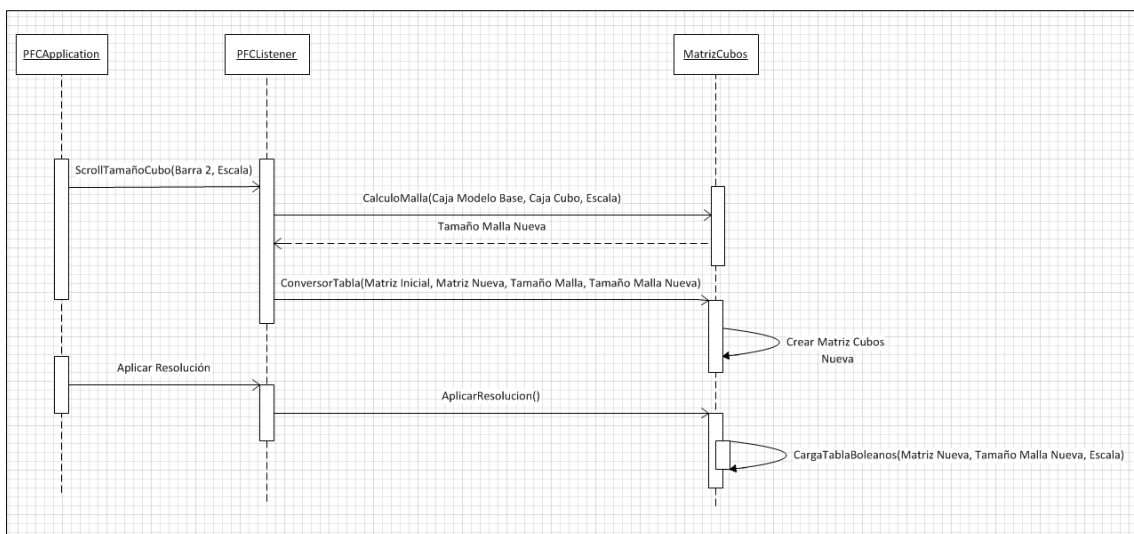 PFCApplication
PFCListener
MatrizCubos
ScrollTamañoCubo(Barra 2, Escala)
CalculoMalla(Caja Modelo Base, Caja Cubo, Escala)
Tamaño Malla Nueva
ConversorTabla(Matriz Inicial, Matriz Nueva, Tamaño Malla, Tamaño Malla Nueva)
Crear Matriz Cubos
Nueva
Aplicar Resolución
AplicarResolucion()
CargaTablaBoleanos(Matriz Nueva, Tamaño Malla Nueva, Escala)